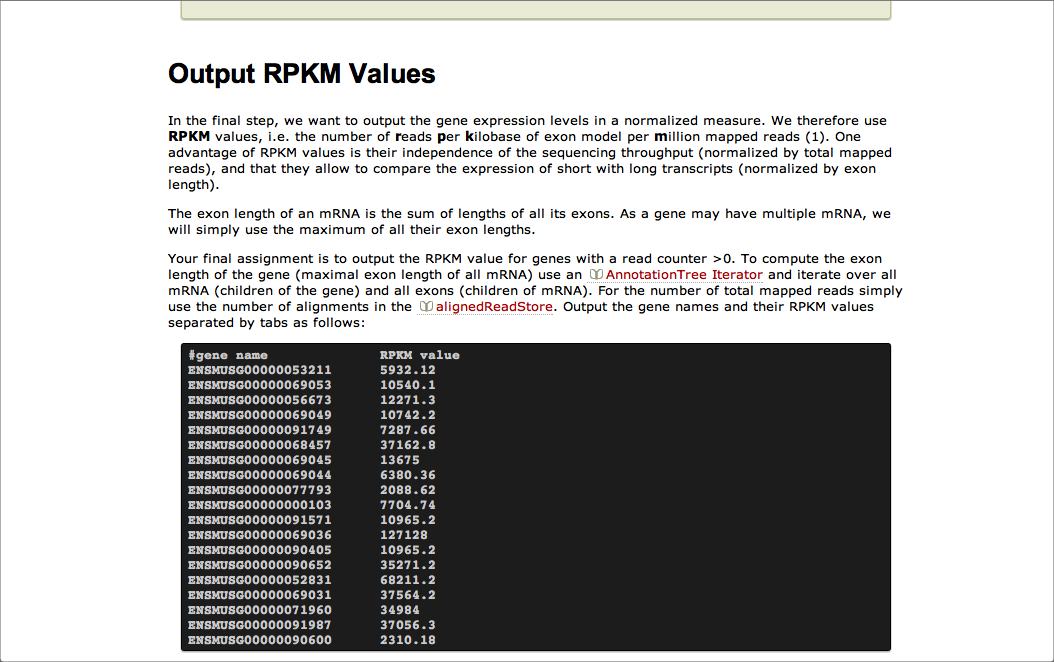 Output RPKM Values
In the final step, we want to output the gene expression levels in a normalized measure. We therefore use
RPKM values, i.e. the number of reads per kilobase of exon model per million mapped reads (1). One
advantage of RPKM values is their independence of the sequencing throughput (normalized by total mapped
reads), and that they allow to compare the expression of short with long transcripts (normalized by exon
length).
The exon length of an mRNA is the sum of lengths of all its exons. As a gene may have multiple mRNA, we
will simply use the maximum of all their exon lengths.
Your final assignment is to output the RPKM value for genes with a read counter >0. To compute the exon
length of the gene (maximal exon length of all mRNA) use an AnnotationTree Iterator and iterate over all
mRNA (children of the gene) and all exons (children of mRNA). For the number of total mapped reads simply
use the number of alignments in the alignedReadStore. Output the gene names and their RPKM values
separated by tabs as follows:
#gene name RPKM value
ENSMUSG00000053211 5932.12
ENSMUSG00000069053 10540.1
ENSMUSG00000056673 12271.3
ENSMUSG00000069049 10742.2
ENSMUSG00000091749 7287.66
ENSMUSG00000068457 37162.8
ENSMUSG00000069045 13675
ENSMUSG00000069044 6380.36
ENSMUSG00000077793 2088.62
ENSMUSG00000000103 7704.74
ENSMUSG00000091571 10965.2
ENSMUSG00000069036 127128
ENSMUSG00000090405 10965.2
ENSMUSG00000090652 35271.2
ENSMUSG00000052831 68211.2
ENSMUSG00000069031 37564.2
ENSMUSG00000071960 34984
ENSMUSG00000091987 37056.3
ENSMUSG00000090600 2310.18